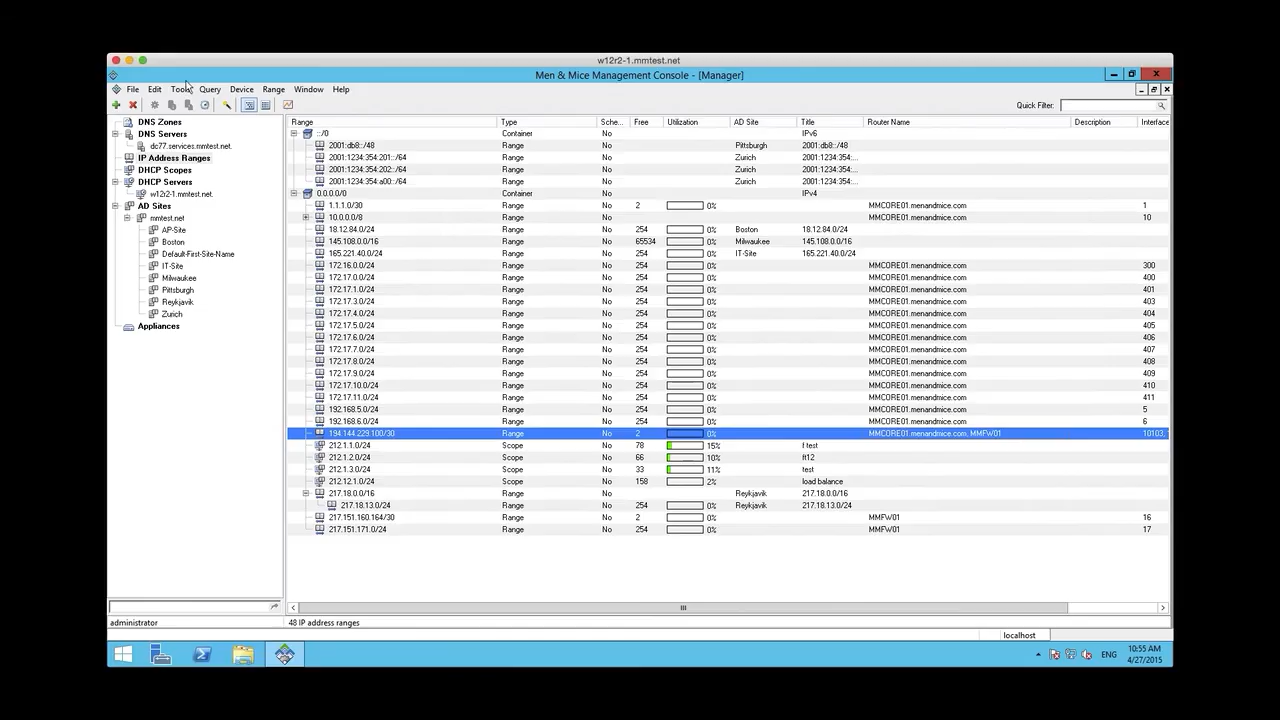 w12r2-1.mmtest.net
Men & Mice Management Console - [Manager]
File Edit Tools Query Device Range Window Help
Quick Filter:
DNS Zones
DNS Servers
dc77.services.mmtest.net.
IP Address Ranges
DHCP Scopes
DHCP Servers
w12r2-1.mmtest.net.
AD Sites
mmtest.net
AP-Site
Boston
Default-First-Site-Name
IT-Site
Milwaukee
Pittsburgh
Reykjavik
Zurich
Appliances
Range Type Sche... Free Utilization AD Site Title Router Name Description Interface
::/0 Container No IPv6
2001:db8::/48 Range No Pittsburgh 2001:db8::/48
2001:1234:354:201::/64 Range No Zurich 2001:1234:354:...
2001:1234:354:202::/64 Range No Zurich 2001:1234:354:...
2001:1234:354:a00::/64 Range No Zurich 2001:1234:354:...
0.0.0.0/0 Container No IPv4
1.1.1.0/30 Range No 2 0% MMCORE01.menandmice.com 1
10.0.0.0/8 Range No MMCORE01.menandmice.com 10
18.12.84.0/24 Range No 254 0% Boston 18.12.84.0/24
145.108.0.0/16 Range No 65534 0% Milwaukee 145.108.0.0/16
165.221.40.0/24 Range No 254 0% IT-Site 165.221.40.0/24
172.16.0.0/24 Range No 254 0% MMCORE01.menandmice.com 300
172.17.0.0/24 Range No 254 0% MMCORE01.menandmice.com 400
172.17.1.0/24 Range No 254 0% MMCORE01.menandmice.com 401
172.17.3.0/24 Range No 254 0% MMCORE01.menandmice.com 403
172.17.4.0/24 Range No 254 0% MMCORE01.menandmice.com 404
172.17.5.0/24 Range No 254 0% MMCORE01.menandmice.com 405
172.17.6.0/24 Range No 254 0% MMCORE01.menandmice.com 406
172.17.7.0/24 Range No 254 0% MMCORE01.menandmice.com 407
172.17.8.0/24 Range No 254 0% MMCORE01.menandmice.com 408
172.17.9.0/24 Range No 254 0% MMCORE01.menandmice.com 409
172.17.10.0/24 Range No 254 0% MMCORE01.menandmice.com 410
172.17.11.0/24 Range No 254 0% MMCORE01.menandmice.com 411
192.168.5.0/24 Range No 254 0% MMCORE01.menandmice.com 5
192.168.6.0/24 Range No 254 0% MMCORE01.menandmice.com 6
194.144.229.100/30 Range No 2 0% MMCORE01.menandmice.com, MMFW01 10103,
212.1.1.0/24 Scope No 78 15% f test
212.1.2.0/24 Scope No 66 10% ft12
212.1.3.0/24 Scope No 33 11% test
212.12.1.0/24 Scope No 158 2% load balance
217.18.0.0/16 Range No Reykjavik 217.18.0.0/16
217.18.13.0/24 Range No 254 0% Reykjavik 217.18.13.0/24
217.151.160.164/30 Range No 2 0% MMFW01 16
217.151.171.0/24 Range No 254 0% MMFW01 17
administrator 48 IP address ranges
localhost
ENG 10:55 AM
4/27/2015